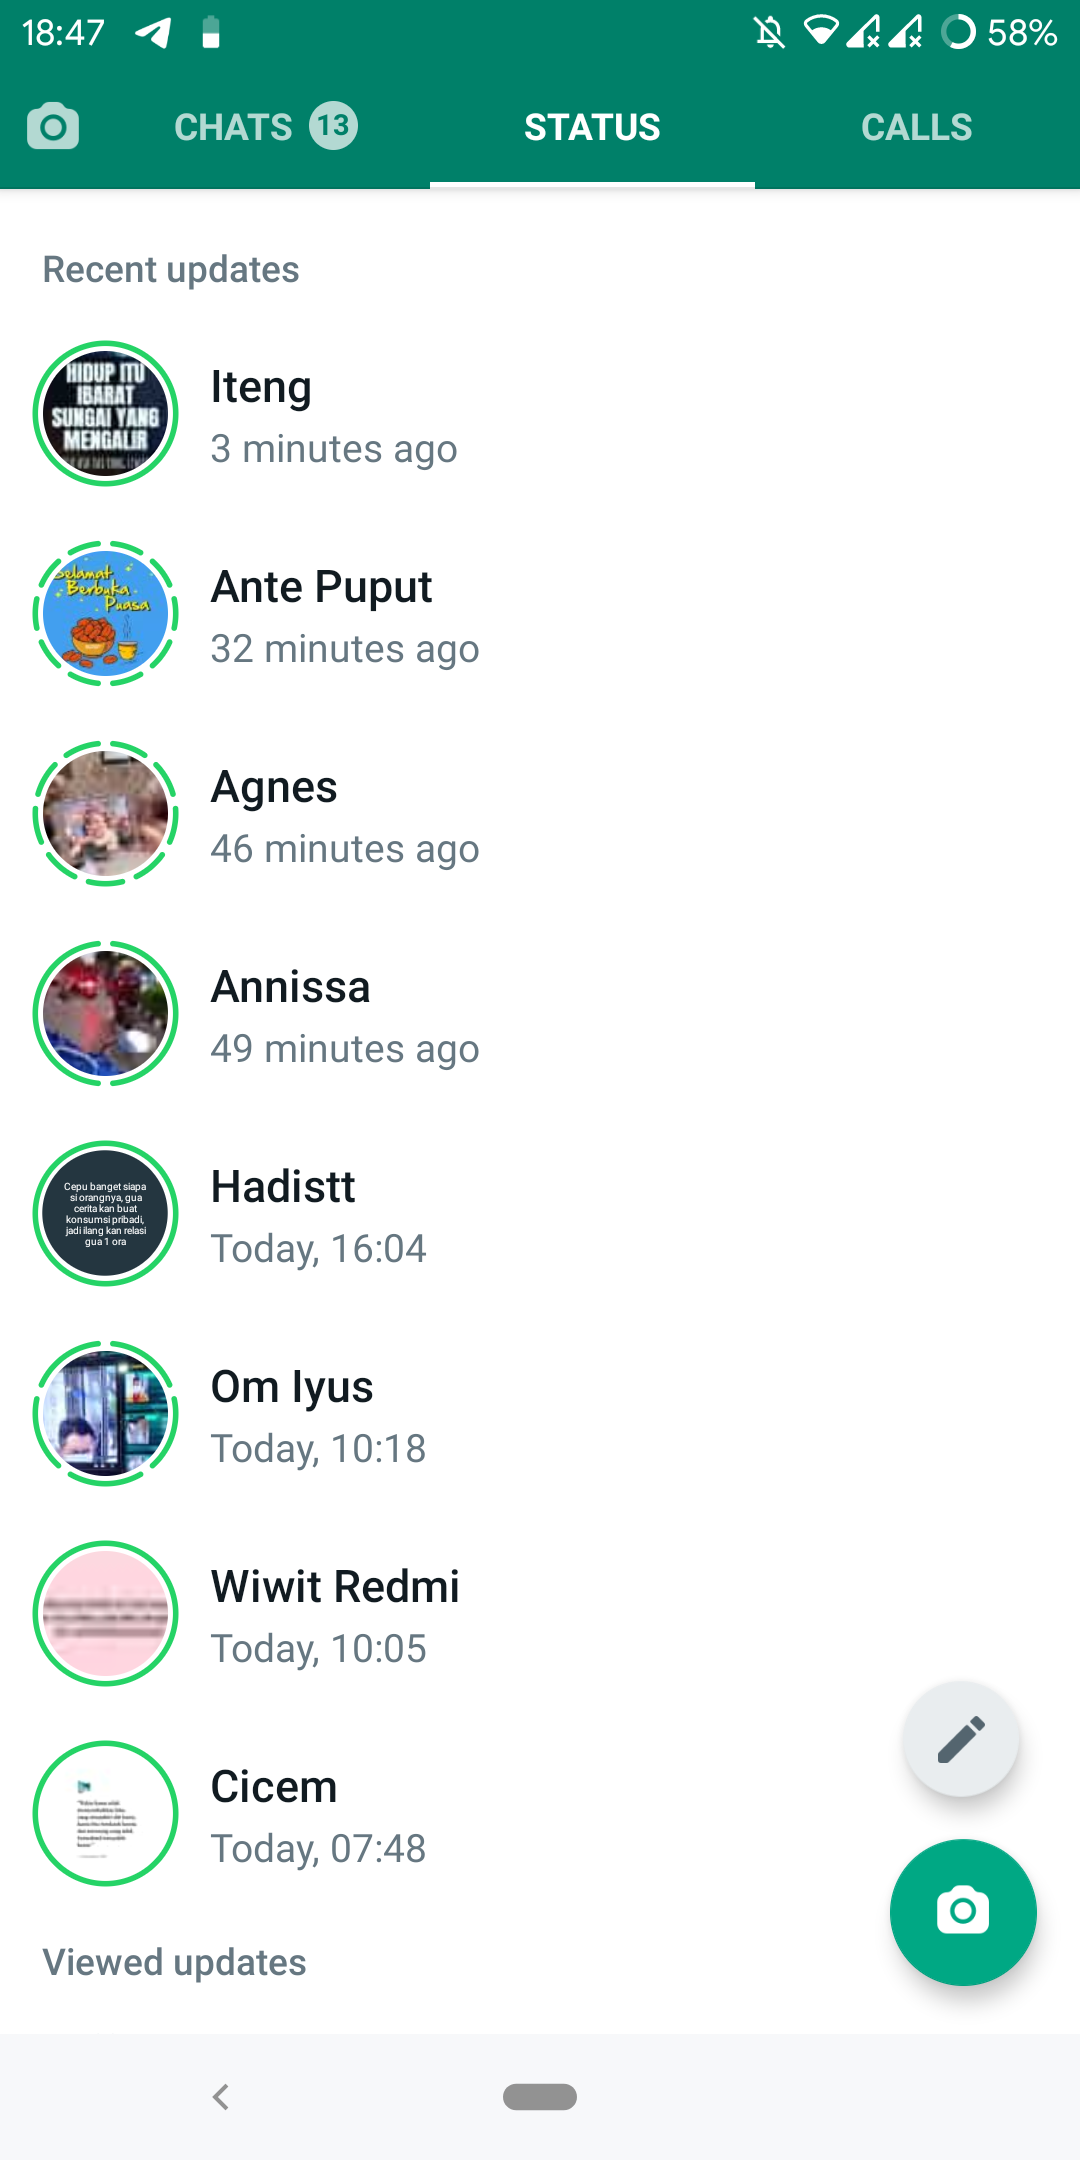 18:47
58%
CHATS 13
STATUS
CALLS
Recent updates
HIDUP ITU
IBARAT
SUNGAI YANG
MENGALIR
Iteng
3 minutes ago
Selamat
Berbuka
Puasa
Ante Puput
32 minutes ago
Agnes
46 minutes ago
Annissa
49 minutes ago
Cepu banget siapa
si orangnya, gua
cerita kan buat
konsumsi pribadi,
jadi ilang kan relasi
gua 1 ora
Hadistt
Today, 16:04
Om Iyus
Today, 10:18
Wiwit Redmi
Today, 10:05
Cicem
Today, 07:48
Viewed updates